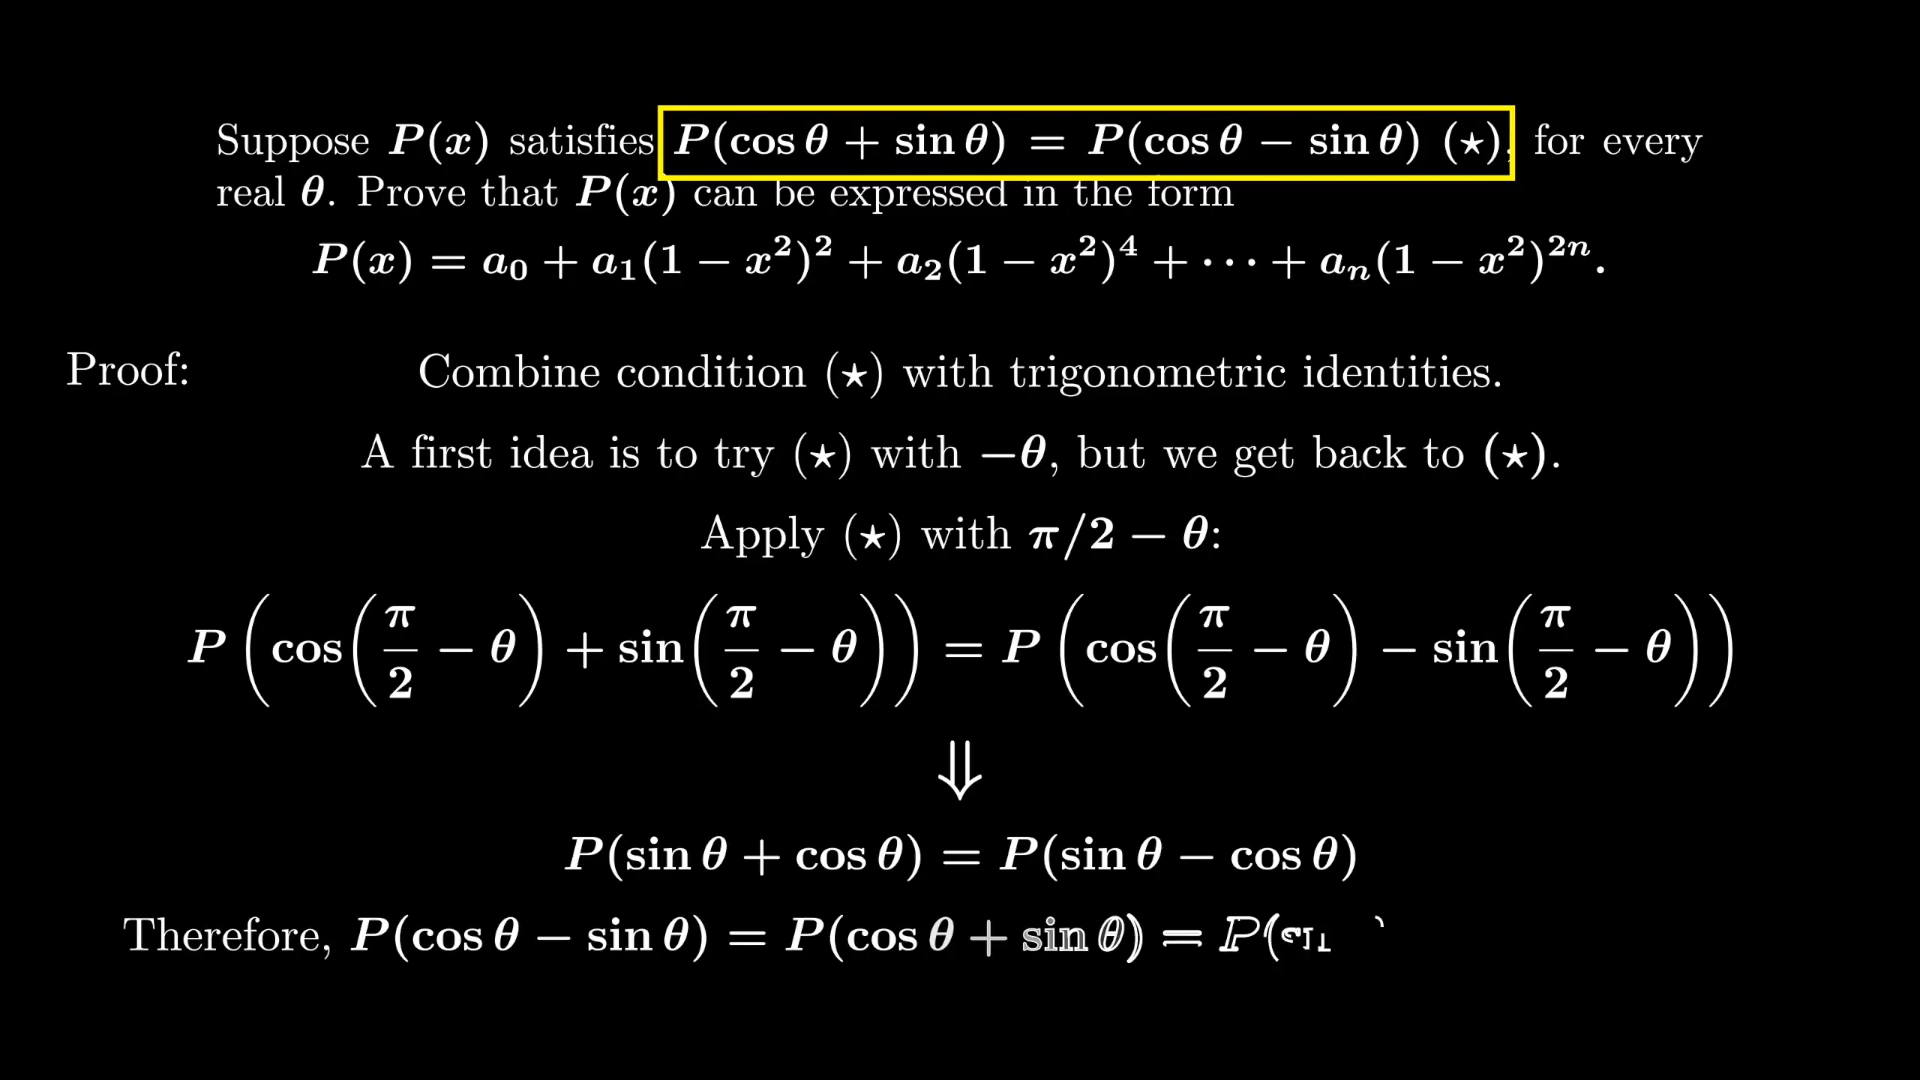 Suppose P(x) satisfies P(cos θ + sin θ) = P(cos θ − sin θ) (⋆), for every
real θ. Prove that P(x) can be expressed in the form
P(x) = a₀ + a₁(1 − x²)² + a₂(1 − x²)⁴ + ⋯ + aₙ(1 − x²)²ⁿ.
Proof:
Combine condition (⋆) with trigonometric identities.
A first idea is to try (⋆) with −θ, but we get back to (⋆).
Apply (⋆) with π/2 − θ:
P(cos(π/2 − θ) + sin(π/2 − θ)) = P(cos(π/2 − θ) − sin(π/2 − θ))
⇓
P(sin θ + cos θ) = P(sin θ − cos θ)
Therefore, P(cos θ − sin θ) = P(cos θ + sin θ) = P(